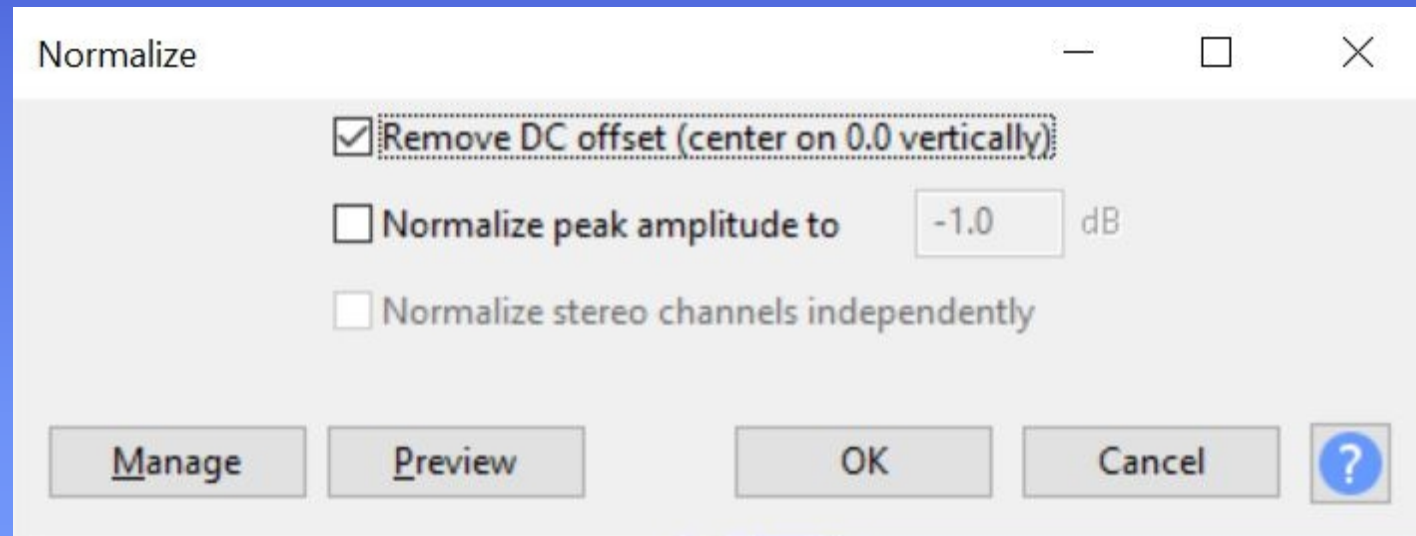 Normalize
Remove DC offset (center on 0.0 vertically)
Normalize peak amplitude to -1.0 dB
Normalize stereo channels independently
Manage Preview OK Cancel ?